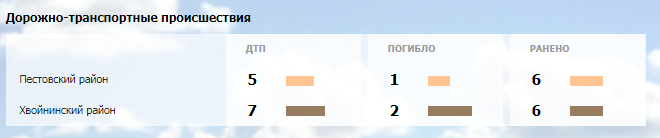 Дорожно-транспортные происшествия
ДТП ПОГИБЛО РАНЕНО
Пестовский район 5 1 6
Хвойнинский район 7 2 6